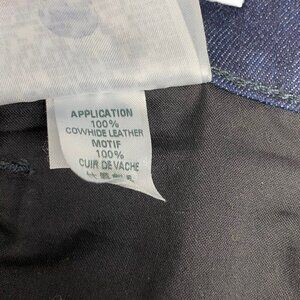 APPLICATION
100%
COWHIDE LEATHER
MOTIF
100%
CUIR DE VACHE